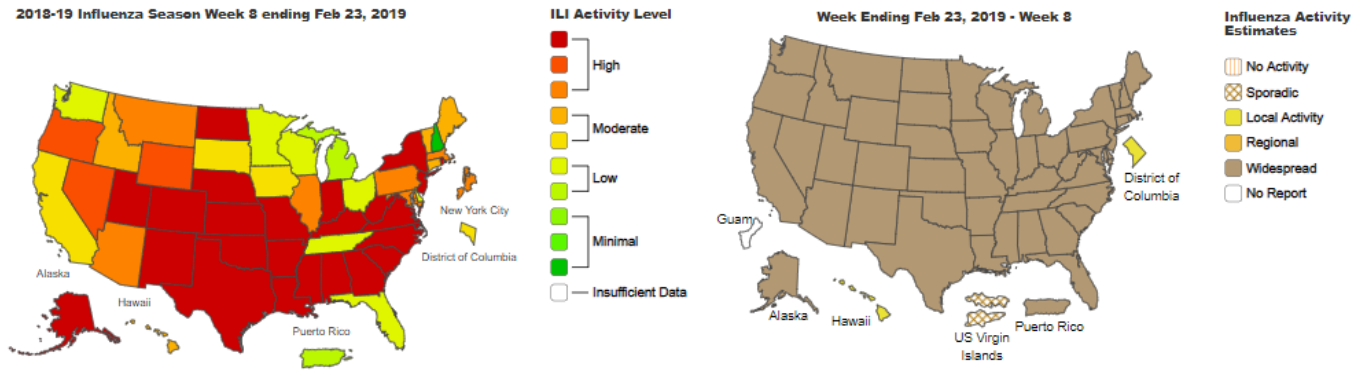 2018-19 Influenza Season Week 8 ending Feb 23, 2019
ILI Activity Level
High
Moderate
Low
Minimal
Insufficient Data
New York City
District of Columbia
Alaska
Hawaii
Puerto Rico
Week Ending Feb 23, 2019 - Week 8
Influenza Activity
Estimates
No Activity
Sporadic
Local Activity
Regional
Widespread
No Report
District of
Columbia
Guam
Alaska
Hawaii
US Virgin
Islands
Puerto Rico